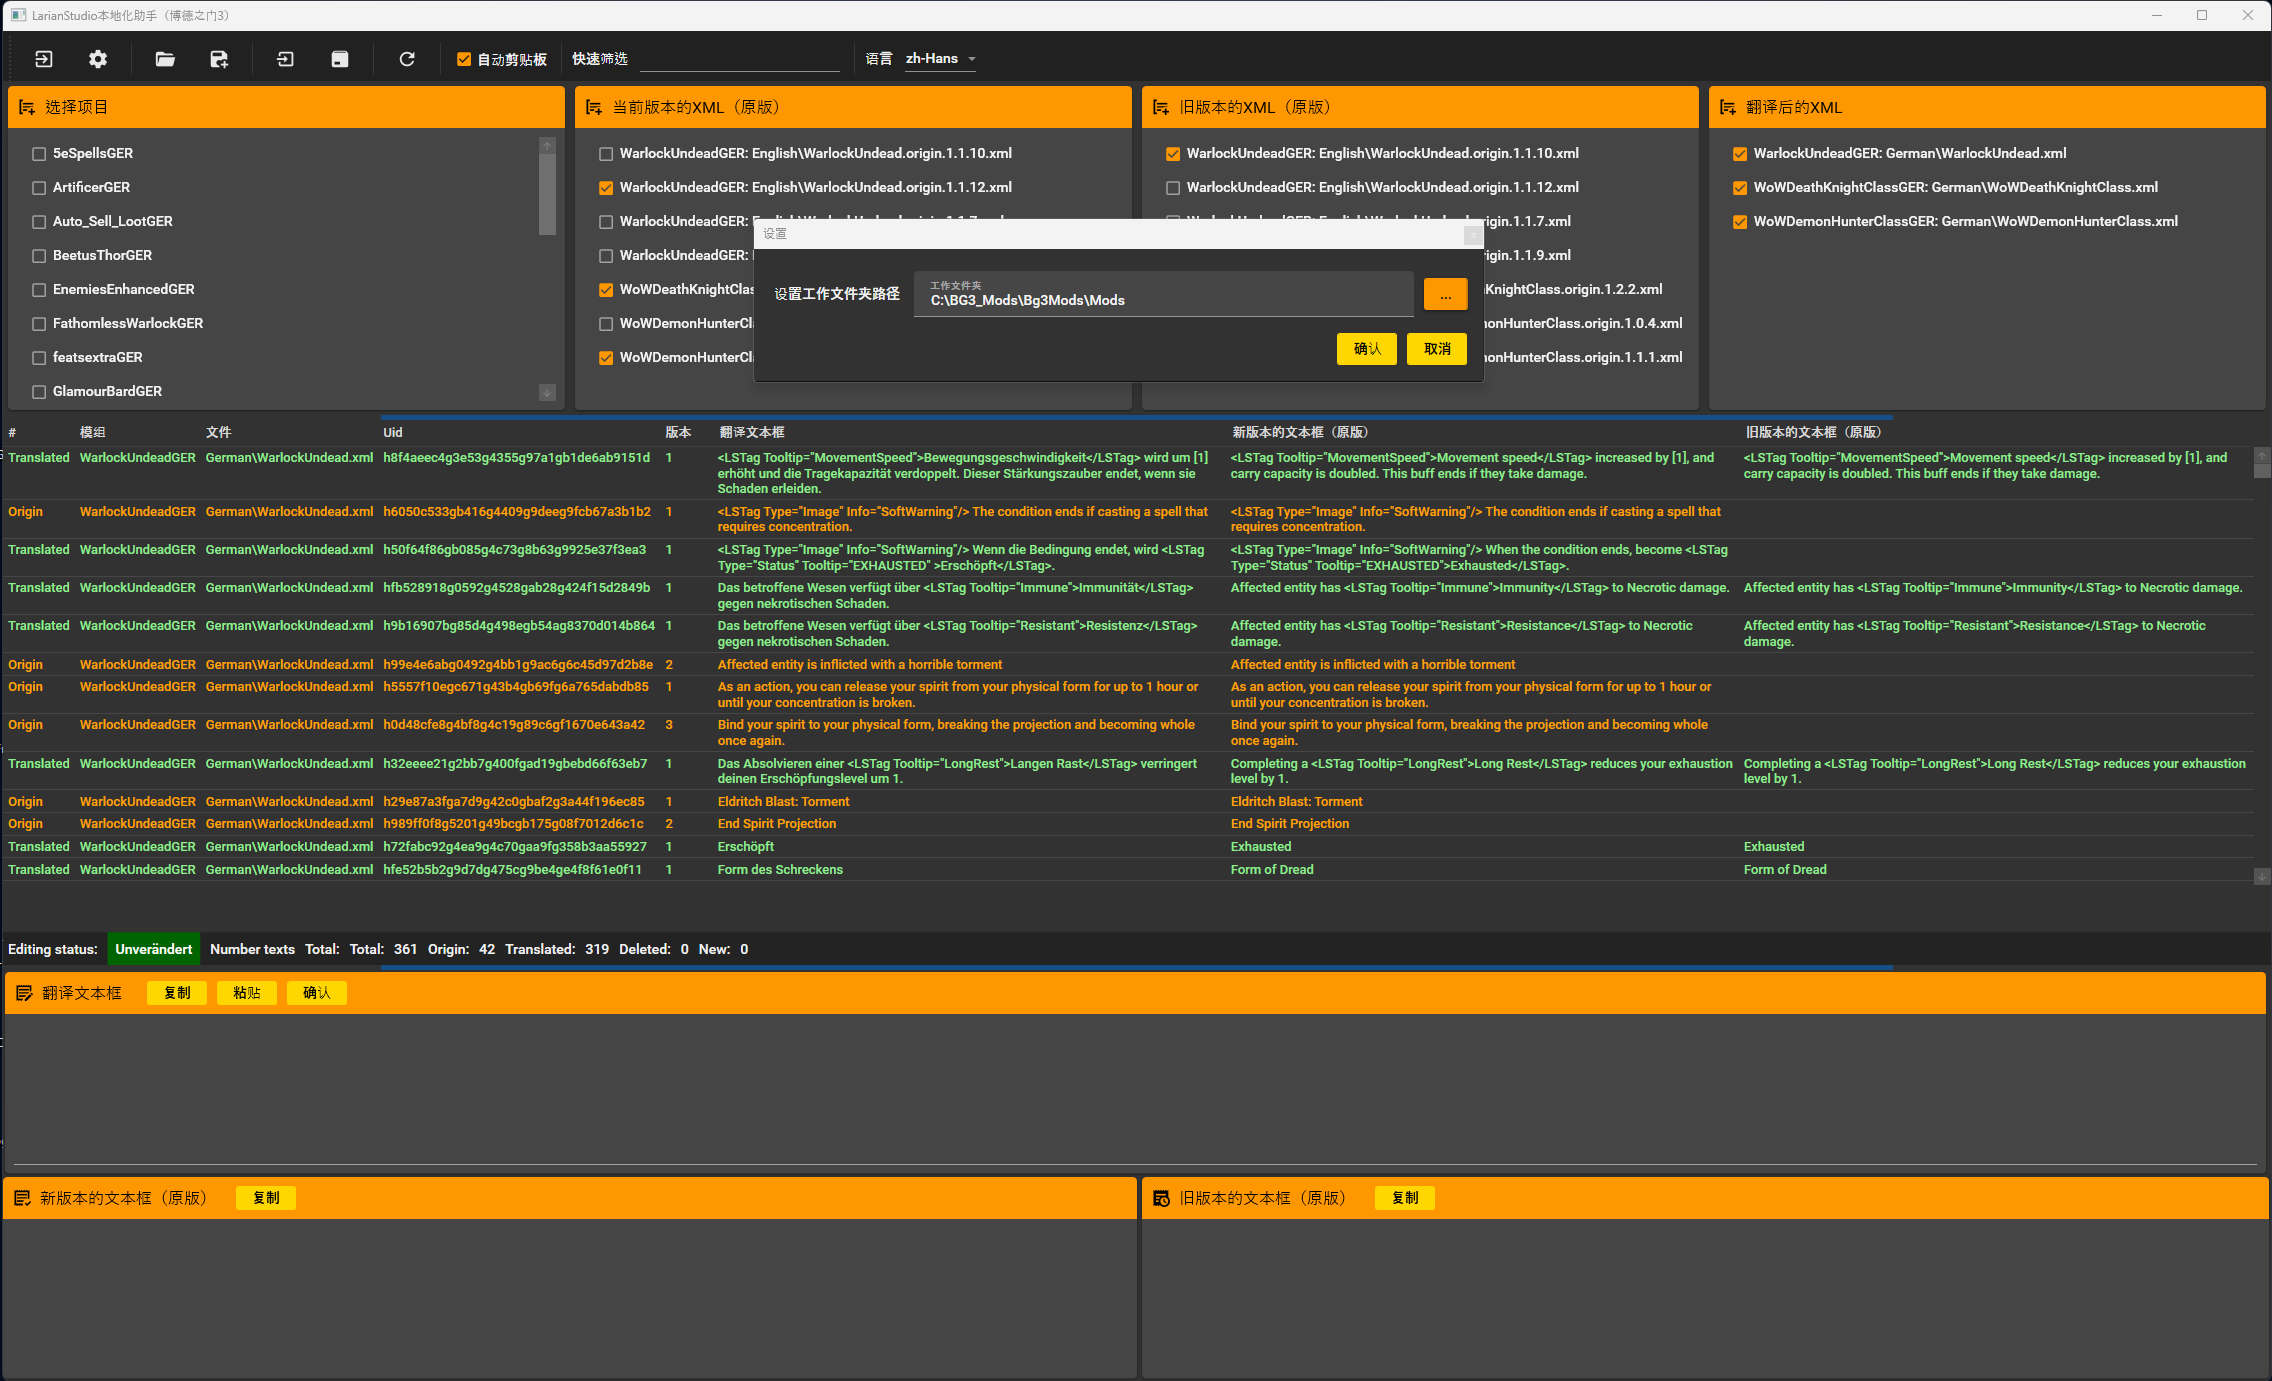 LarianStudio本地化助手（博德之门3）
自动剪贴板 快速筛选 语言 zh-Hans
选择项目
5eSpellsGER
ArtificerGER
Auto_Sell_LootGER
BeetusThorGER
EnemiesEnhancedGER
FathomlessWarlockGER
featsextraGER
GlamourBardGER
当前版本的XML（原版）
WarlockUndeadGER: English\WarlockUndead.origin.1.1.10.xml
WarlockUndeadGER: English\WarlockUndead.origin.1.1.12.xml
WarlockUndeadGER:
WarlockUndeadGER:
WoWDeathKnightClas
WoWDemonHunterCl
WoWDemonHunterCl
旧版本的XML（原版）
WarlockUndeadGER: English\WarlockUndead.origin.1.1.10.xml
WarlockUndeadGER: English\WarlockUndead.origin.1.1.12.xml
igin.1.1.7.xml
igin.1.1.9.xml
KnightClass.origin.1.2.2.xml
nonHunterClass.origin.1.0.4.xml
nonHunterClass.origin.1.1.1.xml
翻译后的XML
WarlockUndeadGER: German\WarlockUndead.xml
WoWDeathKnightClassGER: German\WoWDeathKnightClass.xml
WoWDemonHunterClassGER: German\WoWDemonHunterClass.xml
设置
设置工作文件夹路径
工作文件夹
C:\BG3_Mods\Bg3Mods\Mods
...
确认 取消
# 模组 文件 Uid 版本 翻译文本框 新版本的文本框（原版） 旧版本的文本框（原版）
Translated WarlockUndeadGER German\WarlockUndead.xml h8f4aeec4g3e53g4355g97a1gb1de6ab9151d 1 <LSTag Tooltip="MovementSpeed">Bewegungsgeschwindigkeit</LSTag> wird um [1] <LSTag Tooltip="MovementSpeed">Movement speed</LSTag> increased by [1], and <LSTag Tooltip="MovementSpeed">Movement speed</LSTag> increased by [1], and
erhöht und die Tragekapazität verdoppelt. Dieser Stärkungszauber endet, wenn sie carry capacity is doubled. This buff ends if they take damage. carry capacity is doubled. This buff ends if they take damage.
Schaden erleiden.
Origin WarlockUndeadGER German\WarlockUndead.xml h6050c533gb416g4409g9deeg9fcb67a3b1b2 1 <LSTag Type="Image" Info="SoftWarning"/> The condition ends if casting a spell that <LSTag Type="Image" Info="SoftWarning"/> The condition ends if casting a spell that
requires concentration. requires concentration.
Translated WarlockUndeadGER German\WarlockUndead.xml h50f64f86gb085g4c73g8b63g9925e37f3ea3 1 <LSTag Type="Image" Info="SoftWarning"/> Wenn die Bedingung endet, wird <LSTag <LSTag Type="Image" Info="SoftWarning"/> When the condition ends, become <LSTag
Type="Status" Tooltip="EXHAUSTED" >Erschöpft</LSTag>. Type="Status" Tooltip="EXHAUSTED">Exhausted</LSTag>.
Translated WarlockUndeadGER German\WarlockUndead.xml hfb528918g0592g4528gab28g424f15d2849b 1 Das betroffene Wesen verfügt über <LSTag Tooltip="Immune">Immunität</LSTag> Affected entity has <LSTag Tooltip="Immune">Immunity</LSTag> to Necrotic damage. Affected entity has <LSTag Tooltip="Immune">Immunity</LSTag> to Necrotic damage.
gegen nekrotischen Schaden.
Translated WarlockUndeadGER German\WarlockUndead.xml h9b16907bg85d4g498egb54ag8370d014b864 1 Das betroffene Wesen verfügt über <LSTag Tooltip="Resistant">Resistenz</LSTag> Affected entity has <LSTag Tooltip="Resistant">Resistance</LSTag> to Necrotic Affected entity has <LSTag Tooltip="Resistant">Resistance</LSTag> to Necrotic
gegen nekrotischen Schaden. damage. damage.
Origin WarlockUndeadGER German\WarlockUndead.xml h99e4e6abg0492g4bb1g9ac6g6c45d97d2b8e 2 Affected entity is inflicted with a horrible torment Affected entity is inflicted with a horrible torment
Origin WarlockUndeadGER German\WarlockUndead.xml h5557f10egc671g43b4gb69fg6a765dabdb85 1 As an action, you can release your spirit from your physical form for up to 1 hour or As an action, you can release your spirit from your physical form for up to 1 hour or
until your concentration is broken. until your concentration is broken.
Origin WarlockUndeadGER German\WarlockUndead.xml h0d48cfe8g4bf8g4c19g89c6gf1670e643a42 3 Bind your spirit to your physical form, breaking the projection and becoming whole Bind your spirit to your physical form, breaking the projection and becoming whole
once again. once again.
Translated WarlockUndeadGER German\WarlockUndead.xml h32eeee21g2bb7g400fgad19gbebd66f63eb7 1 Das Absolvieren einer <LSTag Tooltip="LongRest">Langen Rast</LSTag> verringert Completing a <LSTag Tooltip="LongRest">Long Rest</LSTag> reduces your exhaustion Completing a <LSTag Tooltip="LongRest">Long Rest</LSTag> reduces your exhaustion
deinen Erschöpfungslevel um 1. level by 1. level by 1.
Origin WarlockUndeadGER German\WarlockUndead.xml h29e87a3fga7d9g42c0gbaf2g3a44f196ec85 1 Eldritch Blast: Torment Eldritch Blast: Torment
Origin WarlockUndeadGER German\WarlockUndead.xml h989ff0f8g5201g49bcgb175g08f7012d6c1c 2 End Spirit Projection End Spirit Projection
Translated WarlockUndeadGER German\WarlockUndead.xml h72fabc92g4ea9g4c70gaa9fg358b3aa55927 1 Erschöpft Exhausted Exhausted
Translated WarlockUndeadGER German\WarlockUndead.xml hfe52b5b2g9d7dg475cg9be4ge4f8f61e0f11 1 Form des Schreckens Form of Dread Form of Dread
Editing status: Unverändert Number texts Total: Total: 361 Origin: 42 Translated: 319 Deleted: 0 New: 0
翻译文本框 复制 粘贴 确认
新版本的文本框（原版） 复制
旧版本的文本框（原版） 复制